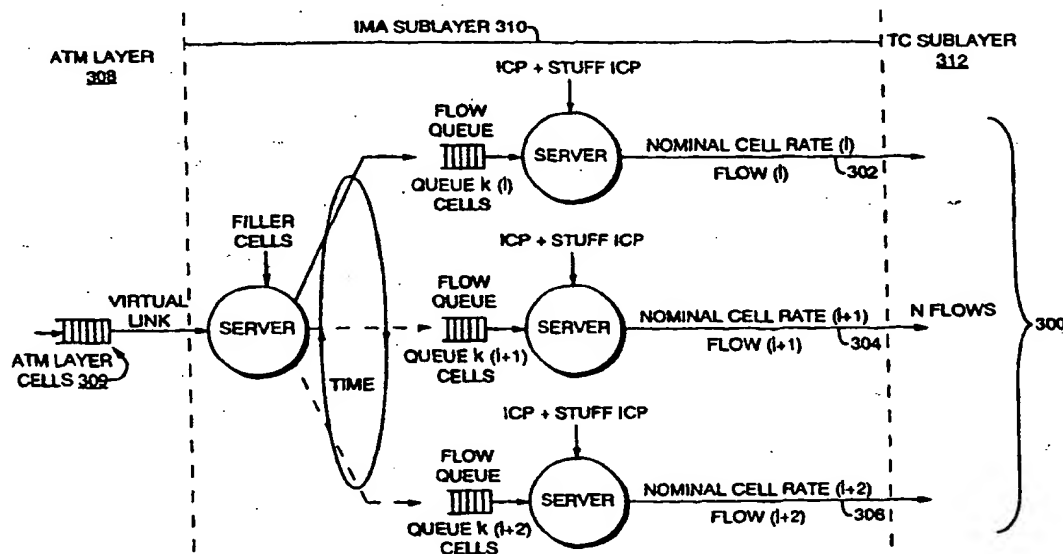 IMA SUBLAYER 310
ATM LAYER
308
TC SUBLAYER
312
ICP + STUFF ICP
FLOW
QUEUE
SERVER
NOMINAL CELL RATE (i)
FLOW (i)
302
QUEUE k (i)
CELLS
FILLER
CELLS
ICP + STUFF ICP
VIRTUAL
LINK
SERVER
FLOW
QUEUE
SERVER
NOMINAL CELL RATE (i+1)
FLOW (i+1)
304
N FLOWS
300
ATM LAYER
CELLS 309
TIME
QUEUE k (i+1)
CELLS
ICP + STUFF ICP
FLOW
QUEUE
SERVER
NOMINAL CELL RATE (i+2)
FLOW (i+2)
306
QUEUE k (i+2)
CELLS